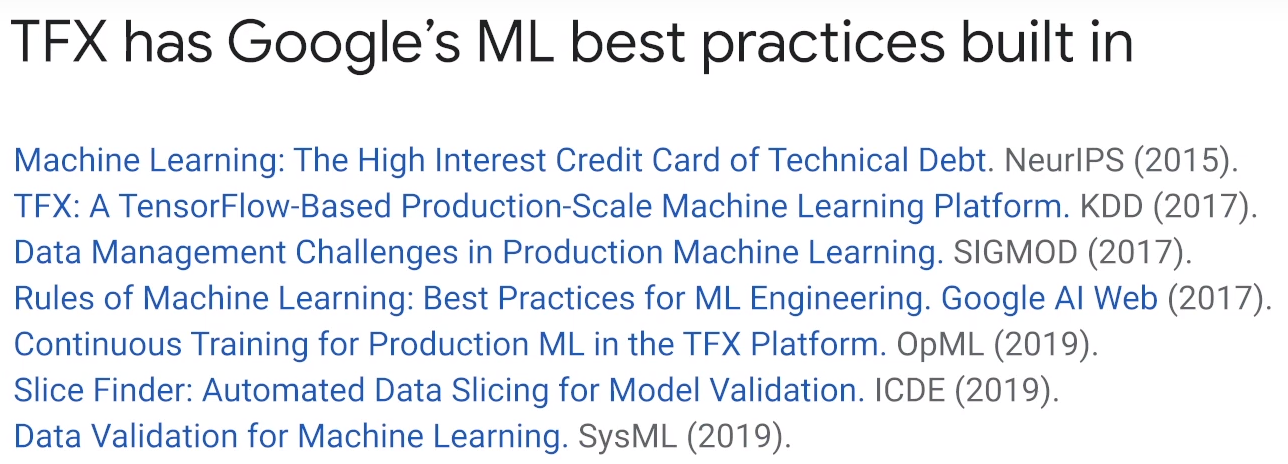 TFX has Google’s ML best practices built in
Machine Learning: The High Interest Credit Card of Technical Debt. NeurIPS (2015).
TFX: A TensorFlow-Based Production-Scale Machine Learning Platform. KDD (2017).
Data Management Challenges in Production Machine Learning. SIGMOD (2017).
Rules of Machine Learning: Best Practices for ML Engineering. Google AI Web (2017).
Continuous Training for Production ML in the TFX Platform. OpML (2019).
Slice Finder: Automated Data Slicing for Model Validation. ICDE (2019).
Data Validation for Machine Learning. SysML (2019).